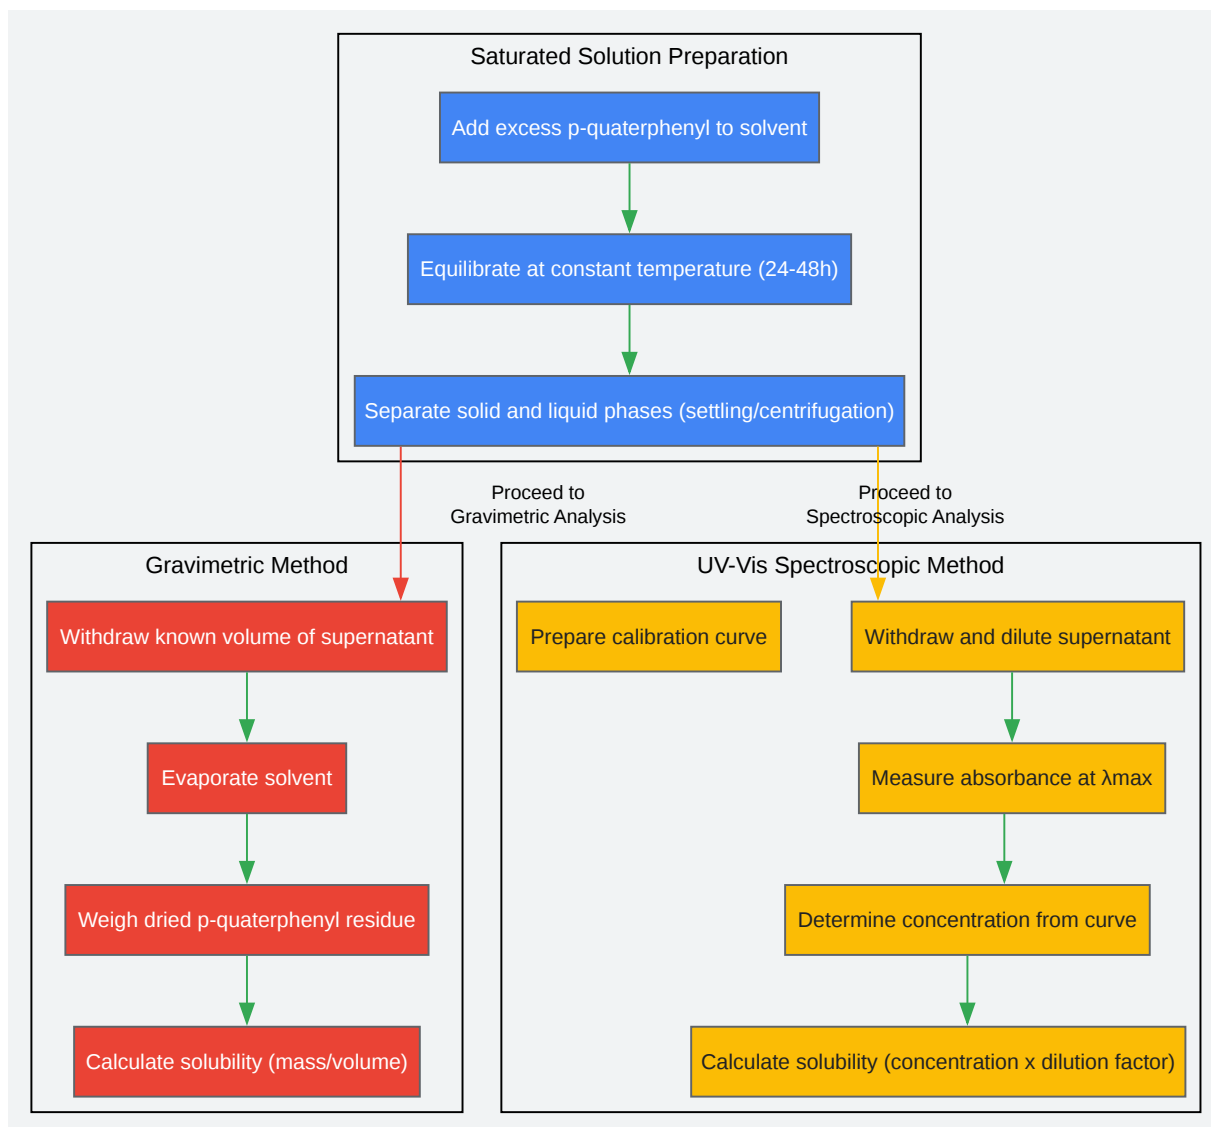 Saturated Solution Preparation
Add excess p-quaterphenyl to solvent
Equilibrate at constant temperature (24-48h)
Separate solid and liquid phases (settling/centrifugation)
Proceed to
Gravimetric Analysis
Proceed to
Spectroscopic Analysis
Gravimetric Method
Withdraw known volume of supernatant
Evaporate solvent
Weigh dried p-quaterphenyl residue
Calculate solubility (mass/volume)
UV-Vis Spectroscopic Method
Prepare calibration curve
Withdraw and dilute supernatant
Measure absorbance at λmax
Determine concentration from curve
Calculate solubility (concentration x dilution factor)